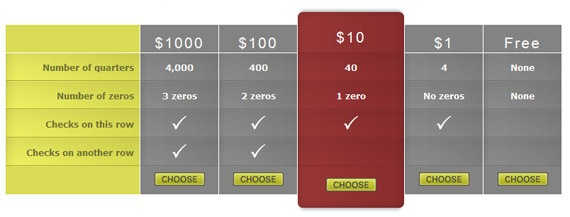 $1000 $100 $10 $1 Free
Number of quarters 4,000 400 40 4 None
Number of zeros 3 zeros 2 zeros 1 zero No zeros None
Checks on this row ✓ ✓ ✓ ✓
Checks on another row ✓ ✓
CHOOSE CHOOSE CHOOSE CHOOSE CHOOSE